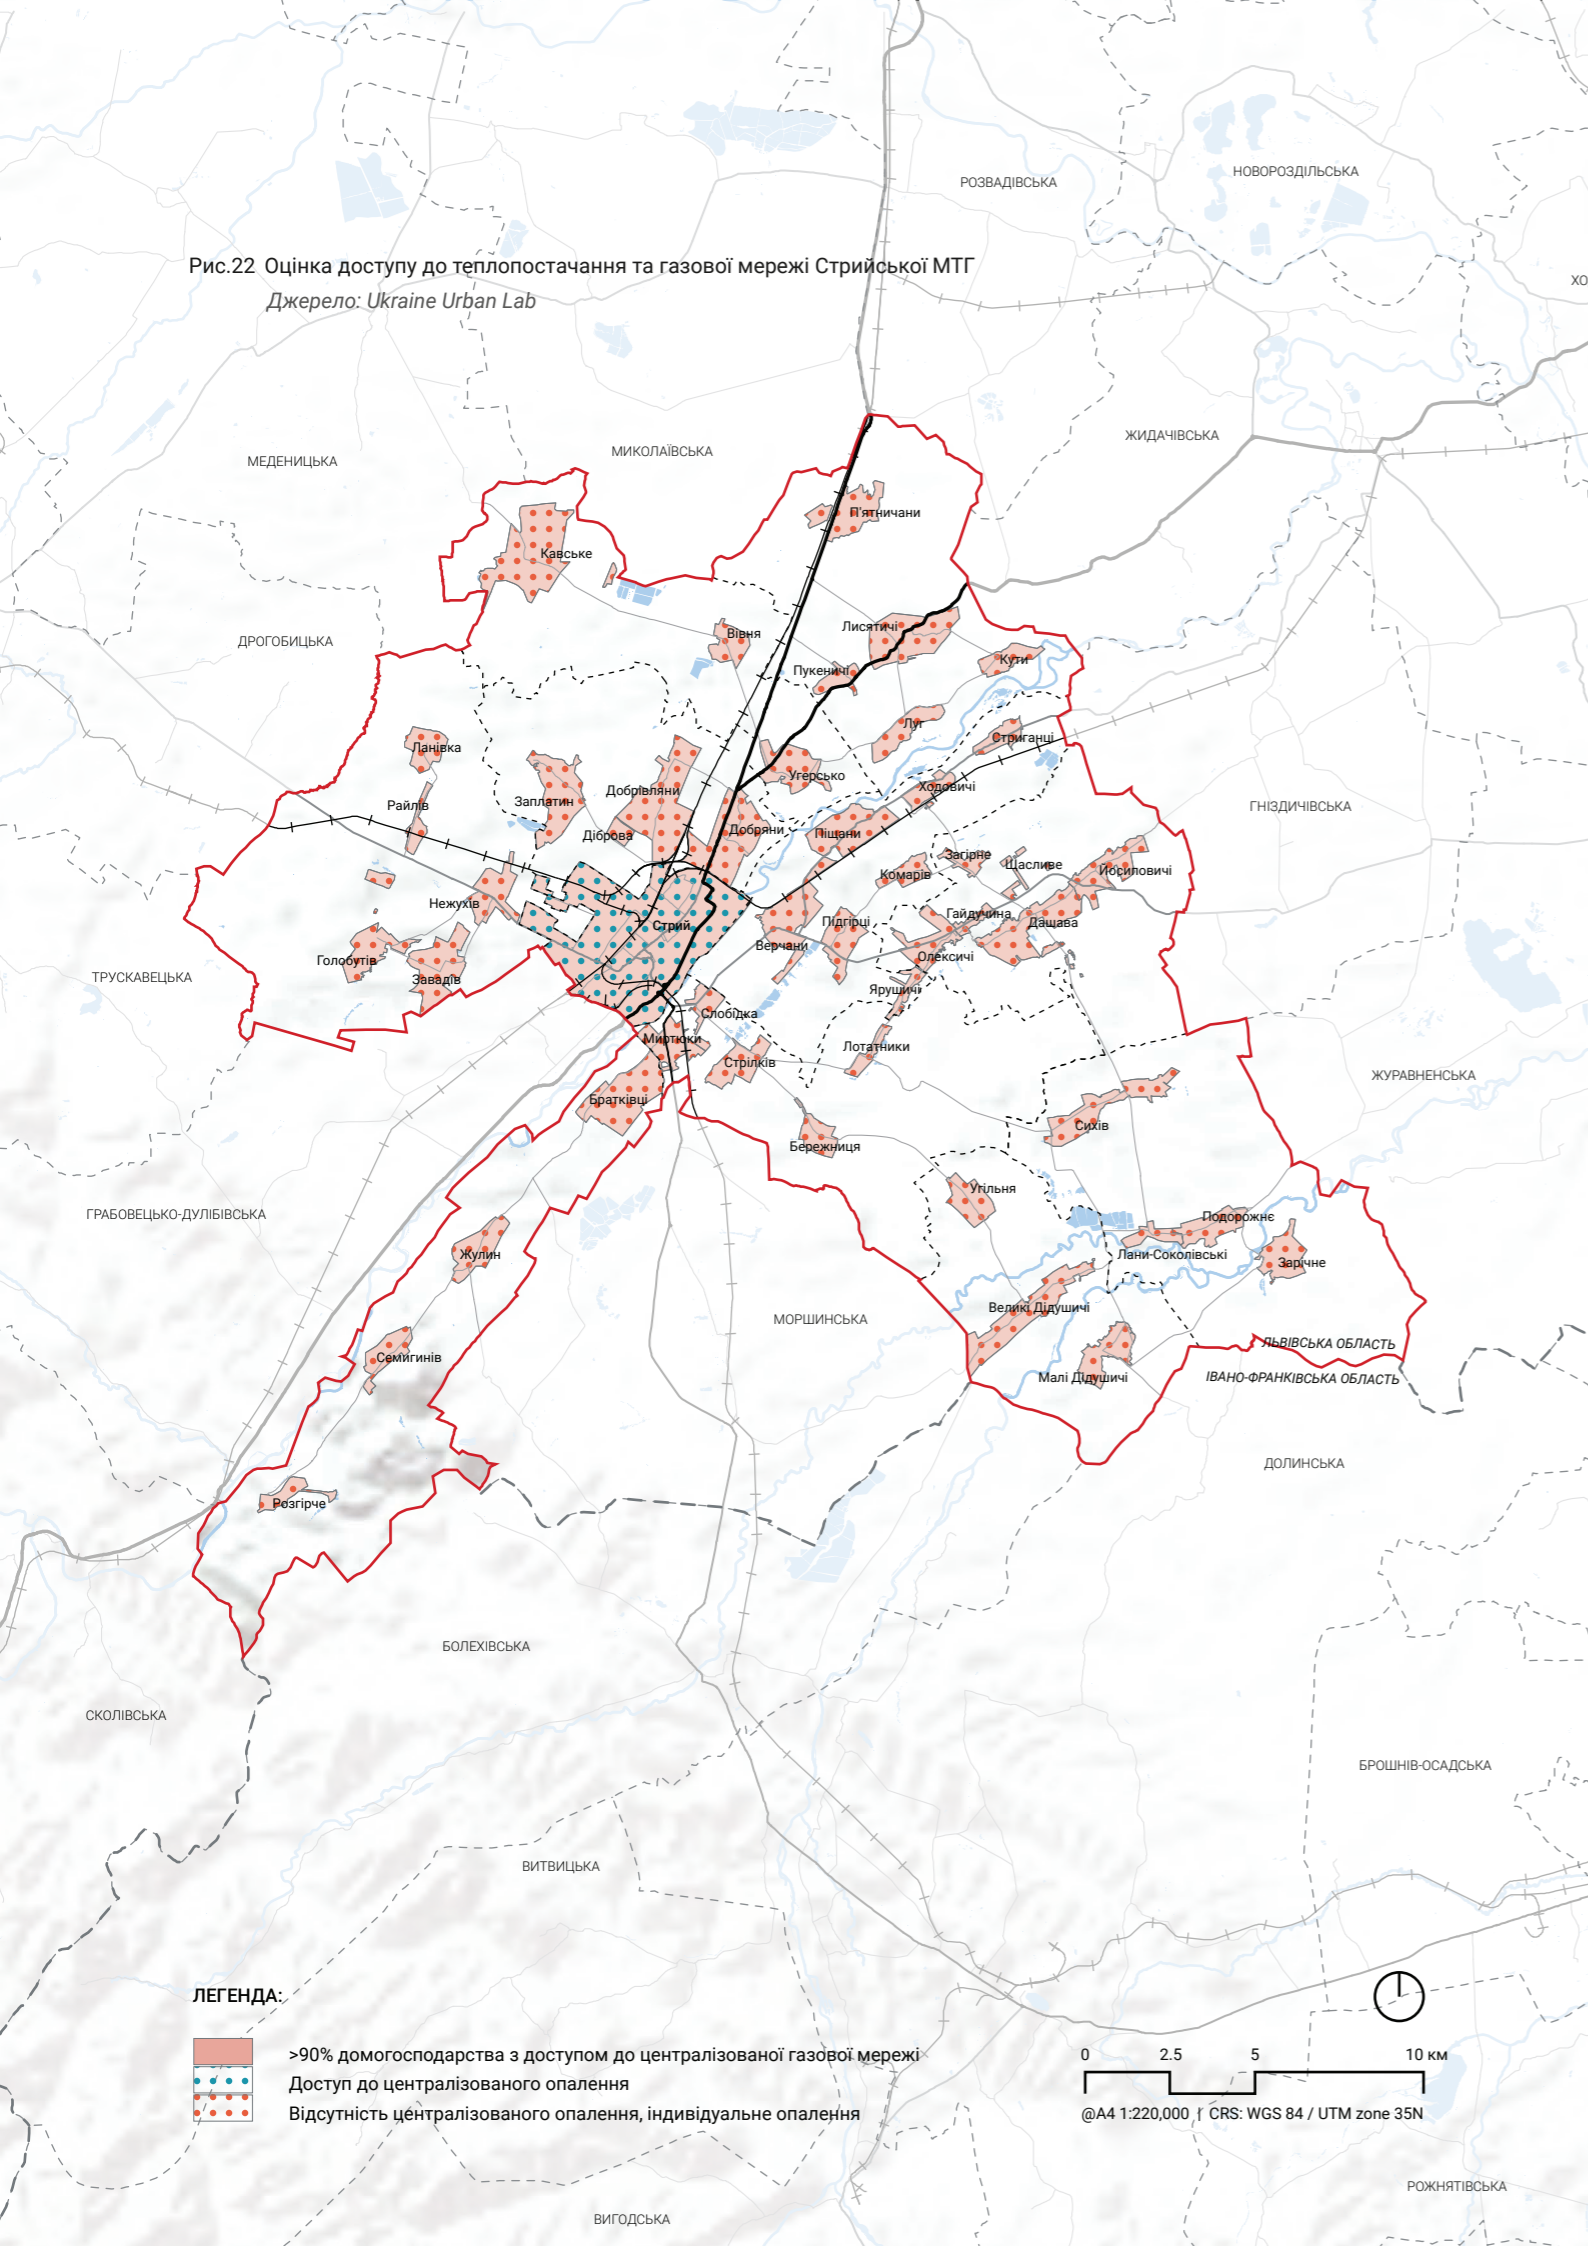 РОЗВАДІВСЬКА
НОВОРОЗДІЛЬСЬКА
Рис.22 Оцінка доступу до теплопостачання та газової мережі Стрийської МТГ
Джерело: Ukraine Urban Lab
ХО
ЖИДАЧІВСЬКА
МИКОЛАЇВСЬКА
МЕДЕНИЦЬКА
П'ятничани
Кавське
Лисятичі
Вівня
ДРОГОБИЦЬКА
Кути
Пукеничі
Луг
Стриганці
Ланівка
Угерсько
Ходовичі
Добрівляни
Заплатин
Райлів
ГНІЗДИЧІВСЬКА
Добряни
Піщани
Діброва
Загірне
Щасливе
Йосиповичі
Комарів
Нежухів
Гайдучина
Підгірці
Дащава
Стрий
Верчани
Олексичі
Голобутів
ТРУСКАВЕЦЬКА
Завадів
Ярушичі
Слобідка
Миртюки
Лотатники
Стрілків
ЖУРАВНЕНСЬКА
Братківці
Сихів
Бережниця
Угільня
ГРАБОВЕЦЬКО-ДУЛІБІВСЬКА
Подорожнє
Жулин
Лани-Соколівські
Зарічне
Великі Дідушичі
МОРШИНСЬКА
ЛЬВІВСЬКА ОБЛАСТЬ
Семигинів
Малі Дідушичі
ІВАНО-ФРАНКІВСЬКА ОБЛАСТЬ
ДОЛИНСЬКА
Розгірче
БОЛЕХІВСЬКА
СКОЛІВСЬКА
БРОШНІВ-ОСАДСЬКА
ВИТВИЦЬКА
ЛЕГЕНДА:
>90% домогосподарства з доступом до централізованої газової мережі
Доступ до централізованого опалення
Відсутність централізованого опалення, індивідуальне опалення
0 2.5 5 10 км
@A4 1:220,000 | CRS: WGS 84 / UTM zone 35N
РОЖНЯТІВСЬКА
ВИГОДСЬКА